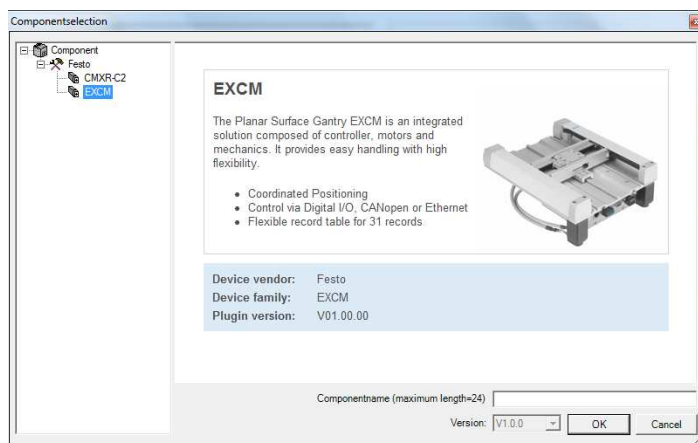 Componentselection
Component
Festo
CMXR-C2
EXCM
EXCM
The Planar Surface Gantry EXCM is an integrated
solution composed of controller, motors and
mechanics. It provides easy handling with high
flexibility.
Coordinated Positioning
Control via Digital I/O, CANopen or Ethernet
Flexible record table for 31 records
Device vendor: Festo
Device family: EXCM
Plugin version: V01.00.00
Componentname (maximum length=24)
Version: V1.0.0 OK Cancel